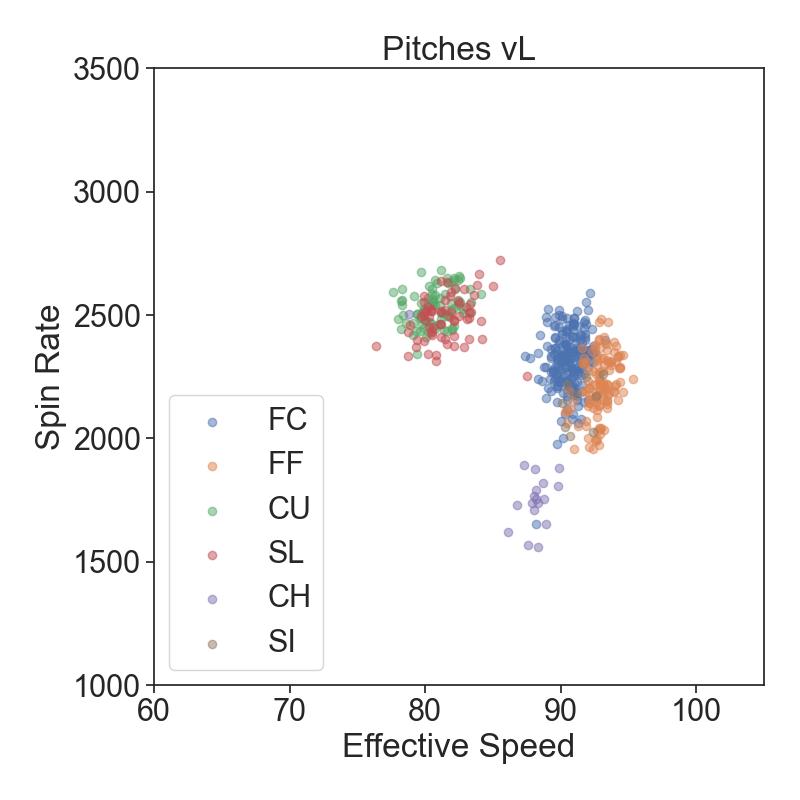 Pitches vL
3500
3000
2500
2000
1500
1000
Spin Rate
FC
FF
CU
SL
CH
SI
60
70
80
90
100
Effective Speed